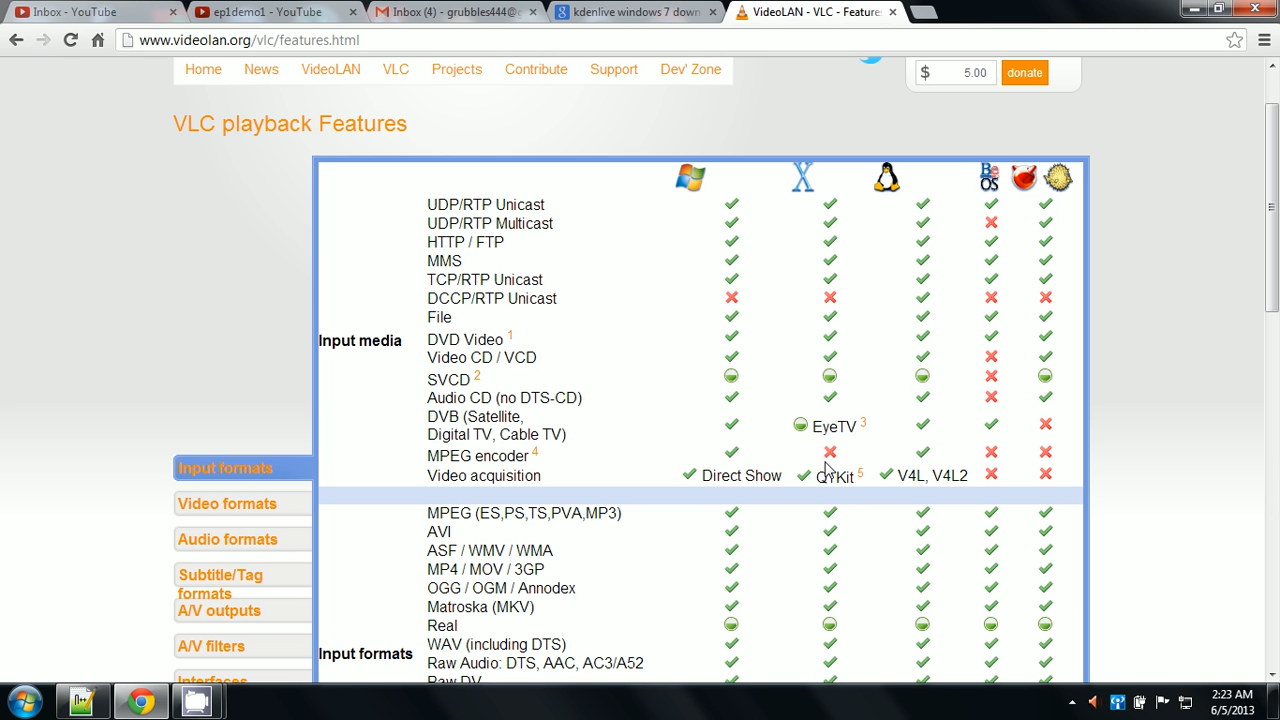 Inbox - YouTube
ep1demo1 - YouTube
Inbox (4) - grubbles444@g
kdenlive windows 7 down
VideoLAN - VLC - Feature
www.videolan.org/vlc/features.html
Home News VideoLAN VLC Projects Contribute Support Dev' Zone
$ 5.00 donate
VLC playback Features
X Be OS
UDP/RTP Unicast
UDP/RTP Multicast
HTTP / FTP
MMS
TCP/RTP Unicast
DCCP/RTP Unicast
File
Input media
DVD Video 1
Video CD / VCD
SVCD 2
Audio CD (no DTS-CD)
DVB (Satellite,
Digital TV, Cable TV) EyeTV 3
MPEG encoder 4
Video acquisition Direct Show QTKit 5 V4L, V4L2
Input formats
Video formats
Audio formats
Subtitle/Tag
formats
A/V outputs
A/V filters
Interfaces
MPEG (ES,PS,TS,PVA,MP3)
AVI
ASF / WMV / WMA
MP4 / MOV / 3GP
OGG / OGM / Annodex
Matroska (MKV)
Real
WAV (including DTS)
Input formats
Raw Audio: DTS, AAC, AC3/A52
Raw DV
2:23 AM
6/5/2013